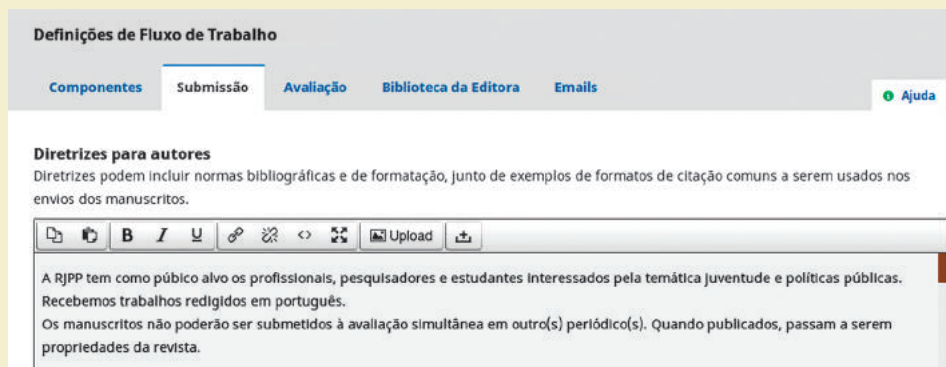 Definições de Fluxo de Trabalho
Componentes Submissão Avaliação Biblioteca da Editora Emails
Ajuda
Diretrizes para autores
Diretrizes podem incluir normas bibliográficas e de formatação, junto de exemplos de formatos de citação comuns a serem usados nos
envios dos manuscritos.
B I U Upload
A RJPP tem como púbico alvo os profissionais, pesquisadores e estudantes interessados pela temática juventude e políticas públicas.
Recebemos trabalhos redigidos em português.
Os manuscritos não poderão ser submetidos à avaliação simultânea em outro(s) periódico(s). Quando publicados, passam a serem
propriedades da revista.